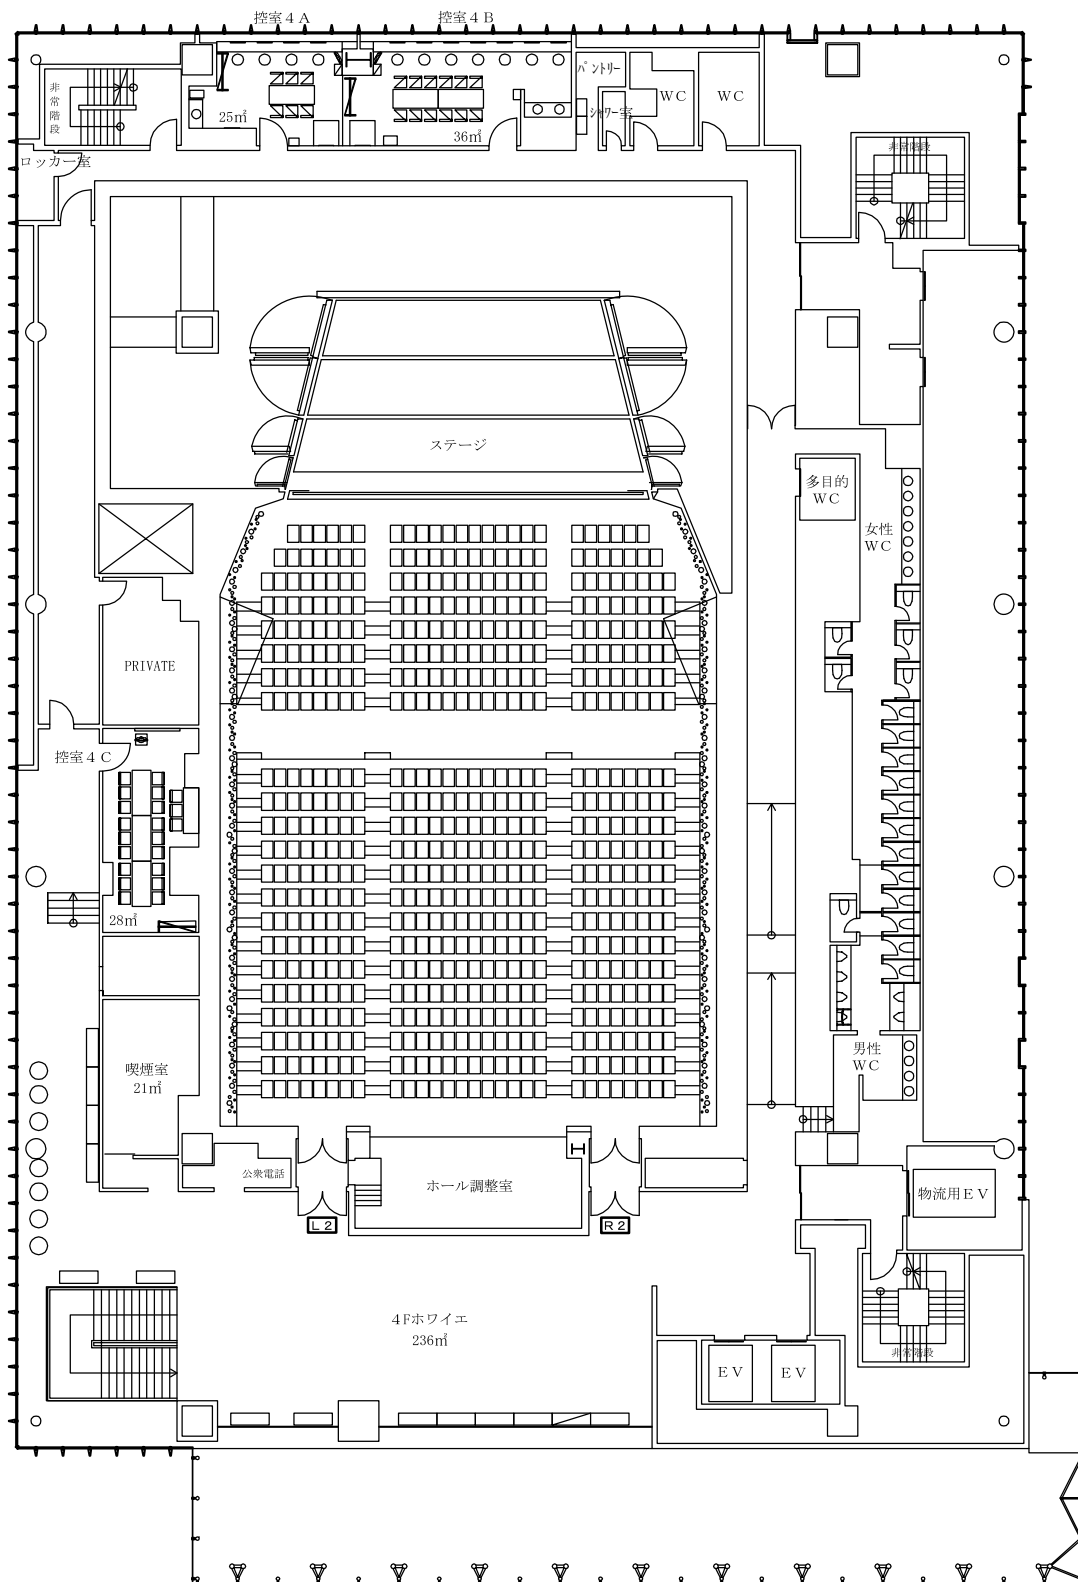 控室４A
控室４B
パントリー
非常階段
25㎡
36㎡
シャワー室
WC
WC
ロッカー室
非常階段
ステージ
多目的
WC
女性
WC
PRIVATE
控室４C
28㎡
喫煙室
21㎡
男性
WC
公衆電話
ホール調整室
物流用EV
L2
R2
4Fホワイエ
236㎡
非常階段
EV
EV